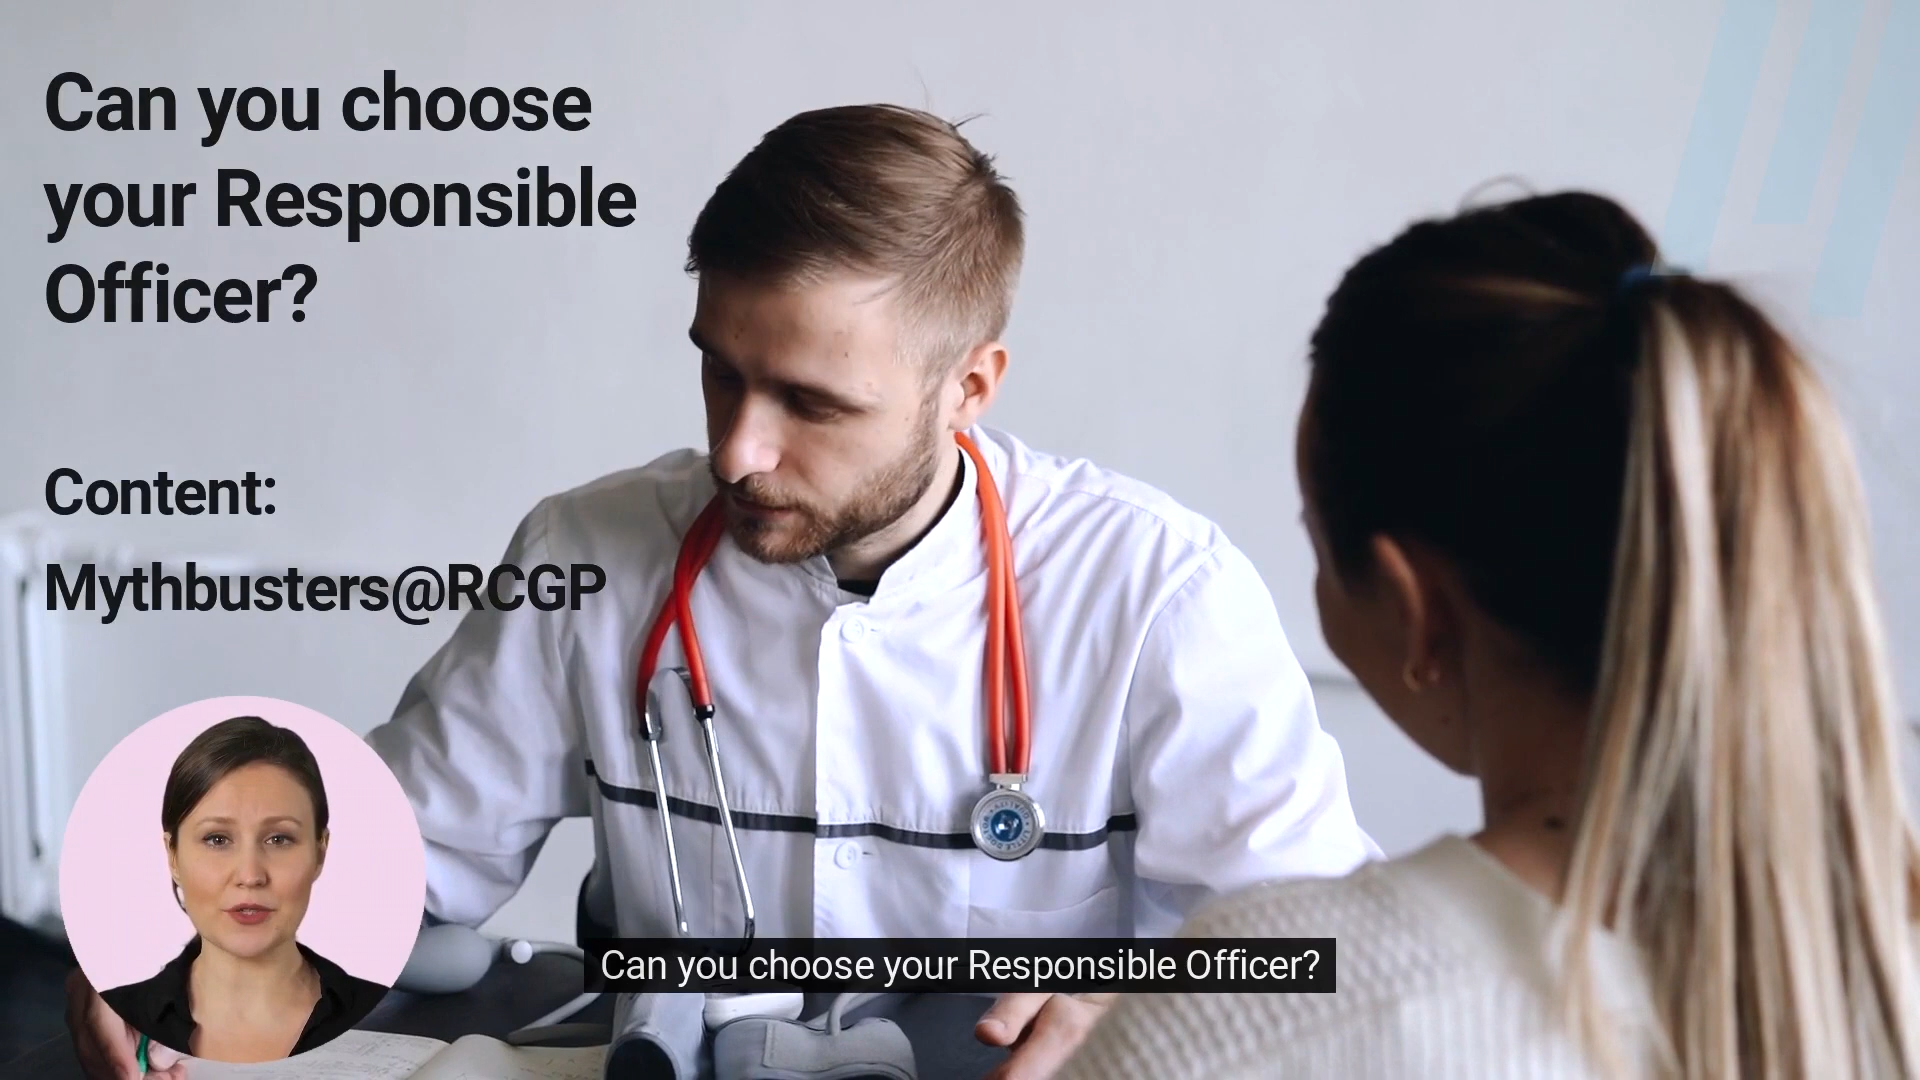 Can you choose
your Responsible
Officer?
Content:
Mythbusters@RCGP
Can you choose your Responsible Officer?